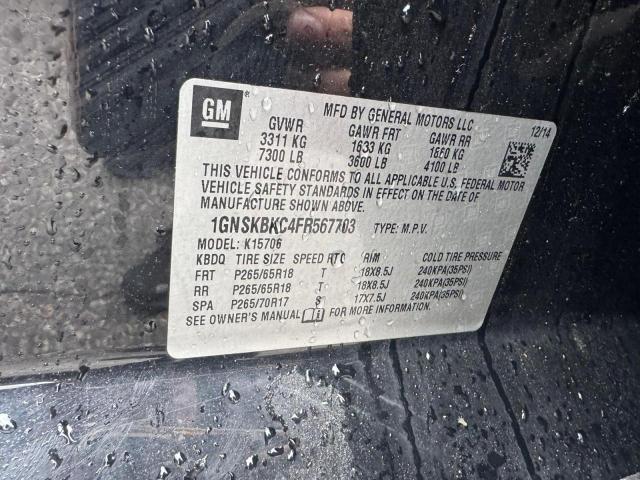 GM
MFD BY GENERAL MOTORS LLC
12/14
GVWR GAWR FRT GAWR RR
3311 KG 1633 KG 1860 KG
7300 LB 3600 LB 4100 LB
THIS VEHICLE CONFORMS TO ALL APPLICABLE U.S. FEDERAL MOTOR
VEHICLE SAFETY STANDARDS IN EFFECT ON THE DATE OF
MANUFACTURE SHOWN ABOVE.
1GNSKBKC4FR567703 TYPE: M.P.V.
MODEL: K15706
KBDQ TIRE SIZE SPEED RTG RIM COLD TIRE PRESSURE
FRT P265/65R18 T 18X8.5J 240KPA(35PSI)
RR P265/65R18 T 18X8.5J 240KPA(35PSI)
SPA P265/70R17 S 17X7.5J 240KPA(35PSI)
SEE OWNER'S MANUAL FOR MORE INFORMATION.